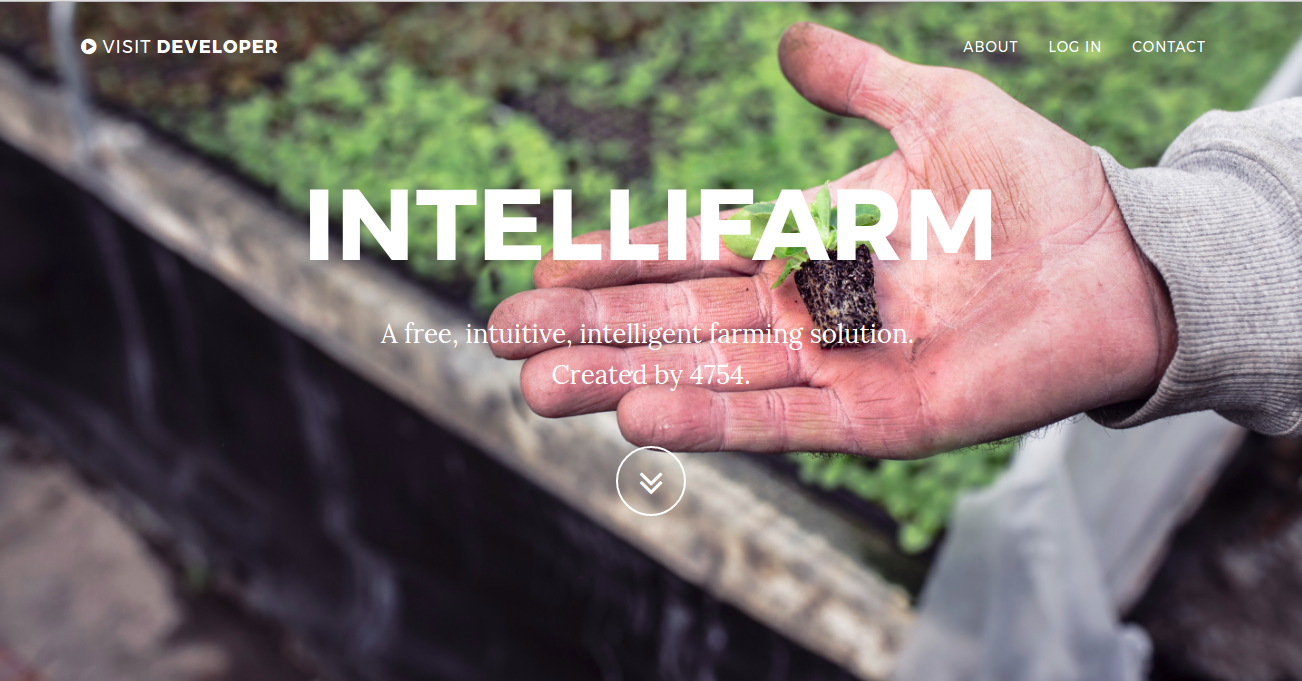 VISIT DEVELOPER
ABOUT LOG IN CONTACT
INTELLIFARM
A free, intuitive, intelligent farming solution.
Created by 4754.